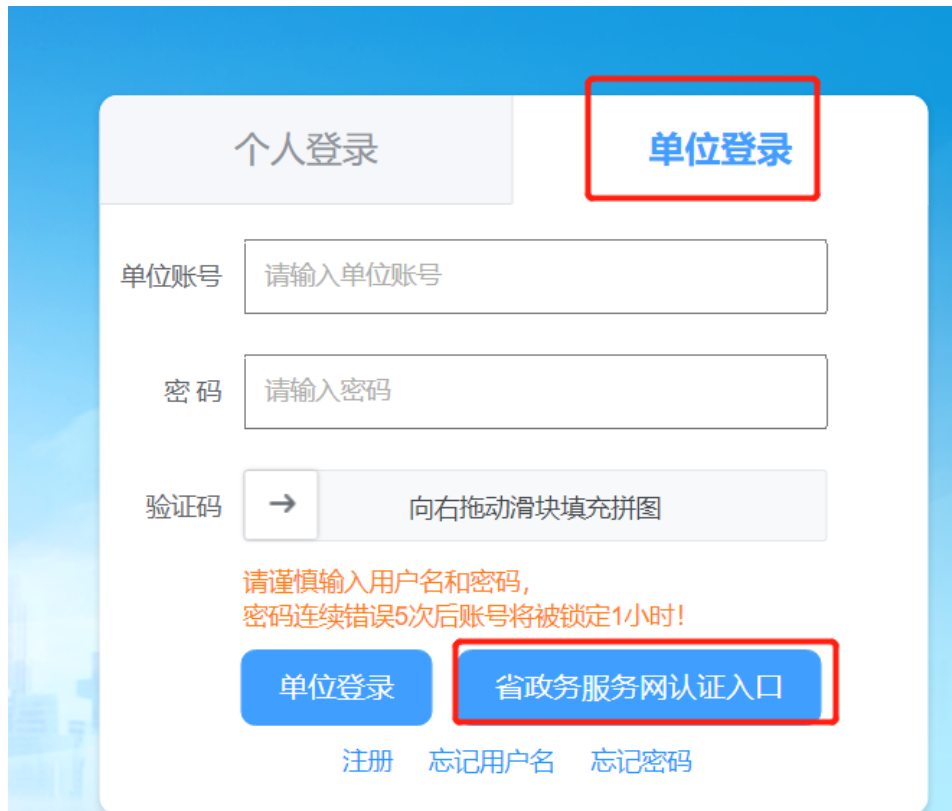 个人登录 单位登录
单位账号 请输入单位账号
密 码 请输入密码
验证码 → 向右拖动滑块填充拼图
请谨慎输入用户名和密码，
密码连续错误5次后账号将被锁定1小时！
单位登录 省政务服务网认证入口
注册 忘记用户名 忘记密码